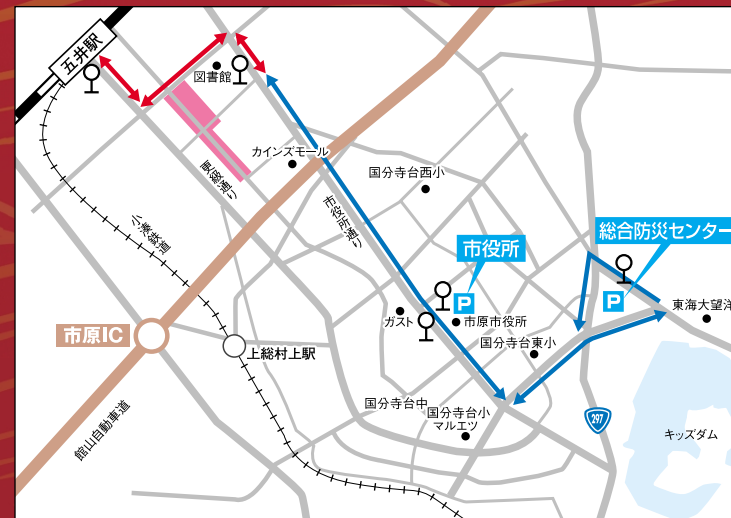 五井駅
図書館
カインズモール
更級通り
国分寺台西小
小湊鉄道
市役所通り
市役所
総合防災センター
P
P
ガスト
市原市役所
東海大望洋
市原IC
上総村上駅
国分寺台東小
国分寺台中
国分寺台小
マルエツ
297
キッズダム
館山自動車道